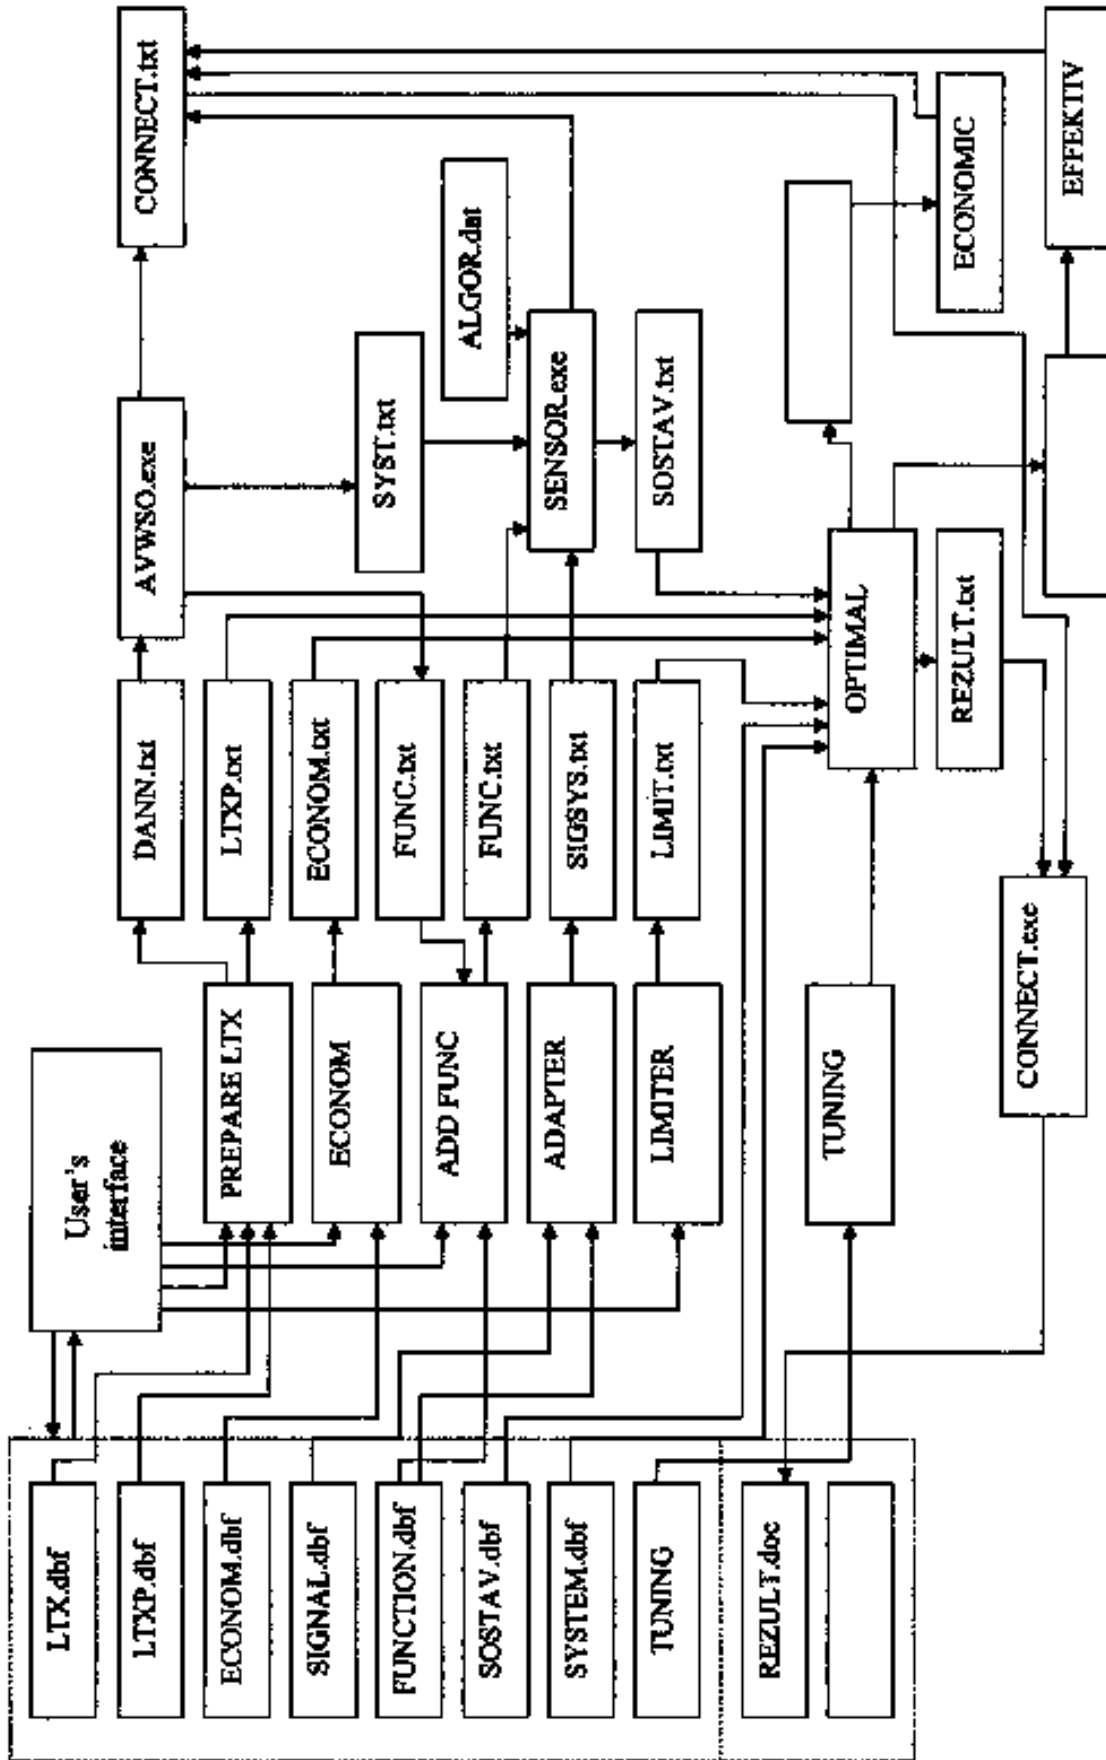 LTX.dbf
LTXP.dbf
ECONOM.dbf
SIGNAL.dbf
FUNCTION.dbf
SOSTAV.dbf
SYSTEM.dbf
TUNING
REZULT.doc
User's
interface
PREPARE LTX
ECONOM
ADD FUNC
ADAPTER
LIMITER
TUNING
CONNECT.exe
DANN.txt
LTXP.txt
ECONOM.txt
FUNC.txt
FUNC.txt
SIGSYS.txt
LIMIT.txt
OPTIMAL
REZULT.txt
AVWSO.exe
SYST.txt
ALGOR.dat
SENSOR.exe
SOSTAV.txt
CONNECT.txt
ECONOMIC
EFFEKTIV